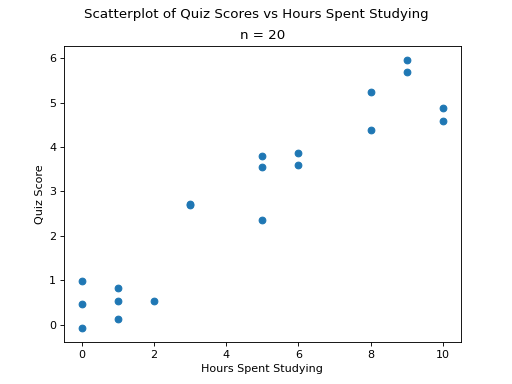 Scatterplot of Quiz Scores vs Hours Spent Studying
n = 20
6
5
4
3
2
1
0
Quiz Score
0 2 4 6 8 10
Hours Spent Studying